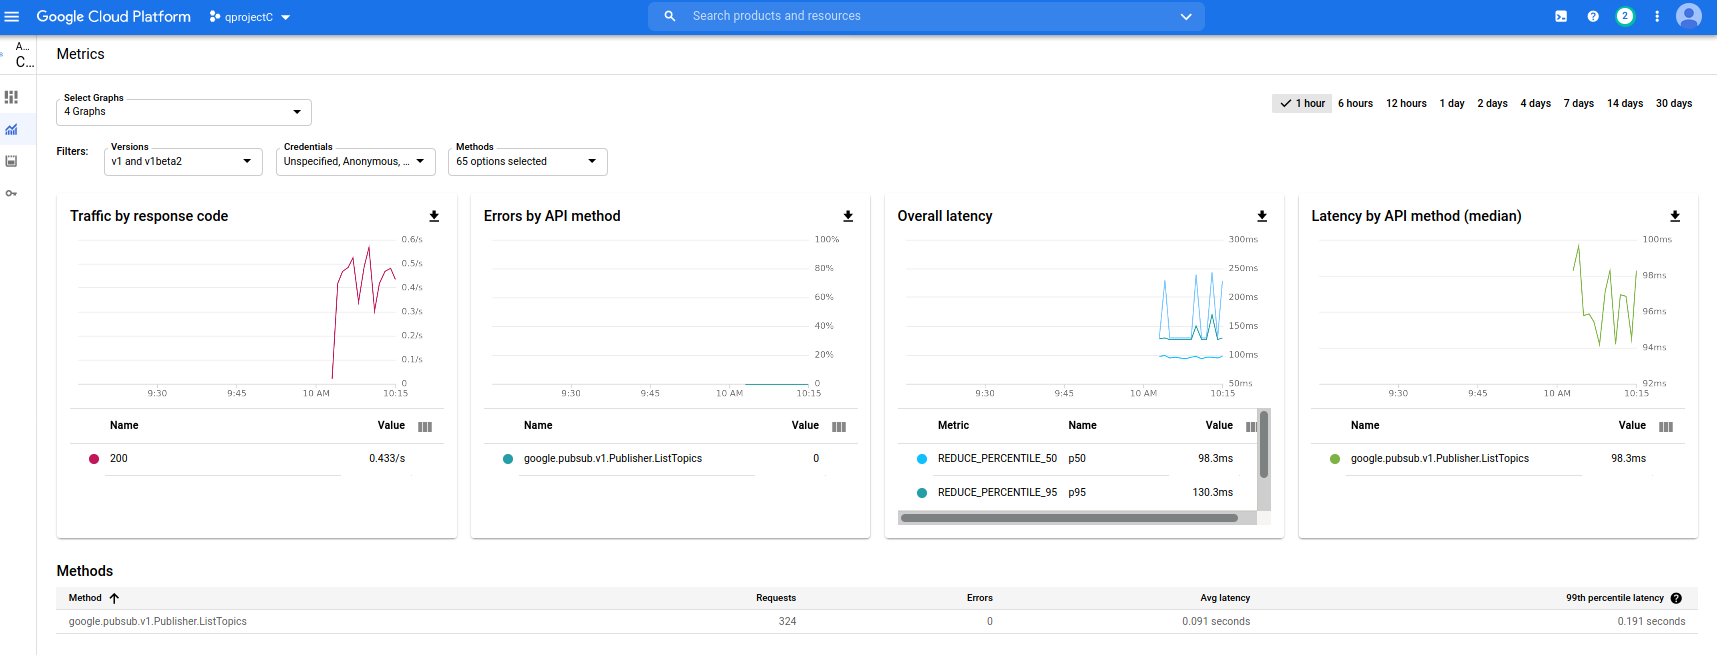 Google Cloud Platform qprojectC Search products and resources 2
A...
C...
Metrics
Select Graphs
4 Graphs
1 hour 6 hours 12 hours 1 day 2 days 4 days 7 days 14 days 30 days
Filters:
Versions
v1 and v1beta2
Credentials
Unspecified, Anonymous, ...
Methods
65 options selected
Traffic by response code
0.6/s
0.5/s
0.4/s
0.3/s
0.2/s
0.1/s
0
9:30 9:45 10 AM 10:15
Name Value
200 0.433/s
Errors by API method
100%
80%
60%
40%
20%
0
9:30 9:45 10 AM 10:15
Name Value
google.pubsub.v1.Publisher.ListTopics 0
Overall latency
300ms
250ms
200ms
150ms
100ms
50ms
9:30 9:45 10 AM 10:15
Metric Name Value
REDUCE_PERCENTILE_50 p50 98.3ms
REDUCE_PERCENTILE_95 p95 130.3ms
Latency by API method (median)
100ms
98ms
96ms
94ms
92ms
9:30 9:45 10 AM 10:15
Name Value
google.pubsub.v1.Publisher.ListTopics 98.3ms
Methods
Method Requests Errors Avg latency 99th percentile latency
google.pubsub.v1.Publisher.ListTopics 324 0 0.091 seconds 0.191 seconds